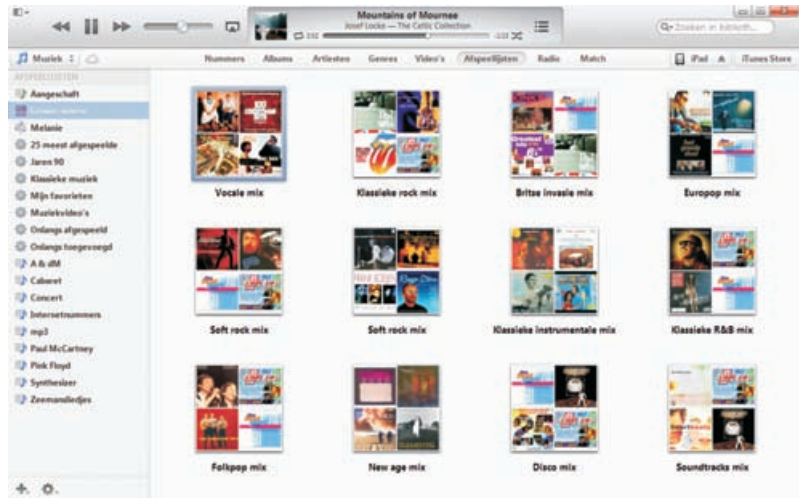 Mountains of Mournee
Josef Locke — The Celtic Collection
Zoeken in biblioth...
Muziek
Nummers Albums Artiesten Genres Video's Afspeellijsten Radio Match
iPad iTunes Store
AFSPEELLIJSTEN
Aangeschaft
Melanie
25 meest afgespeelde
Jaren 90
Klassieke muziek
Mijn favorieten
Muziekvideo's
Onlangs afgespeeld
Onlangs toegevoegd
A & dM
Cabaret
Concert
Internetnummers
mp3
Paul McCartney
Pink Floyd
Synthesizer
Zeemansliedjes
Vocale mix
Klassieke rock mix
Britse invasie mix
Europop mix
Soft rock mix
Soft rock mix
Klassieke instrumentale mix
Klassieke R&B mix
Folkpop mix
New age mix
Disco mix
Soundtracks mix